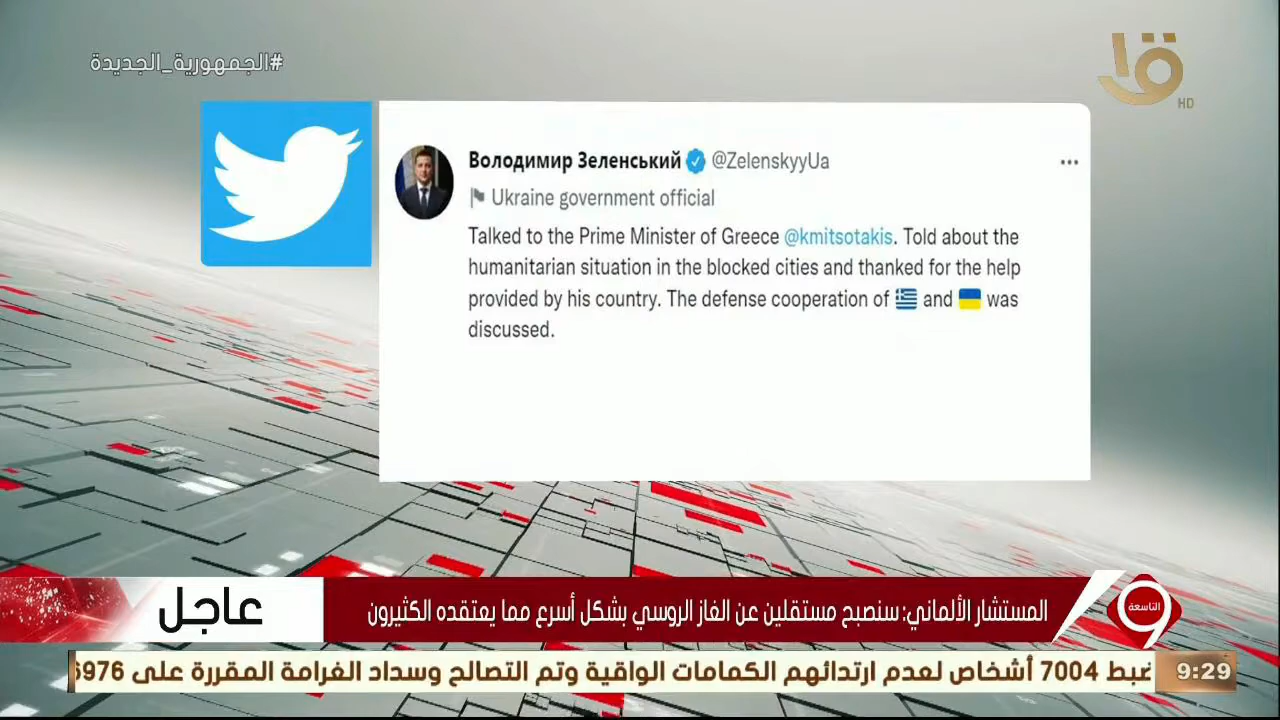 #الجمهورية_الجديدة
HD
Володимир Зеленський @ZelenskyyUa
Ukraine government official
Talked to the Prime Minister of Greece @kmitsotakis. Told about the
humanitarian situation in the blocked cities and thanked for the help
provided by his country. The defense cooperation of 🇬🇷 and 🇺🇦 was
discussed.
التاسعة
المستشار الألماني: سنصبح مستقلين عن الغاز الروسي بشكل أسرع مما يعتقده الكثيرون
عاجل
9:29
ضبط 7004 أشخاص لعدم ارتدائهم الكمامات الواقية وتم التصالح وسداد الغرامة المقررة على 6976